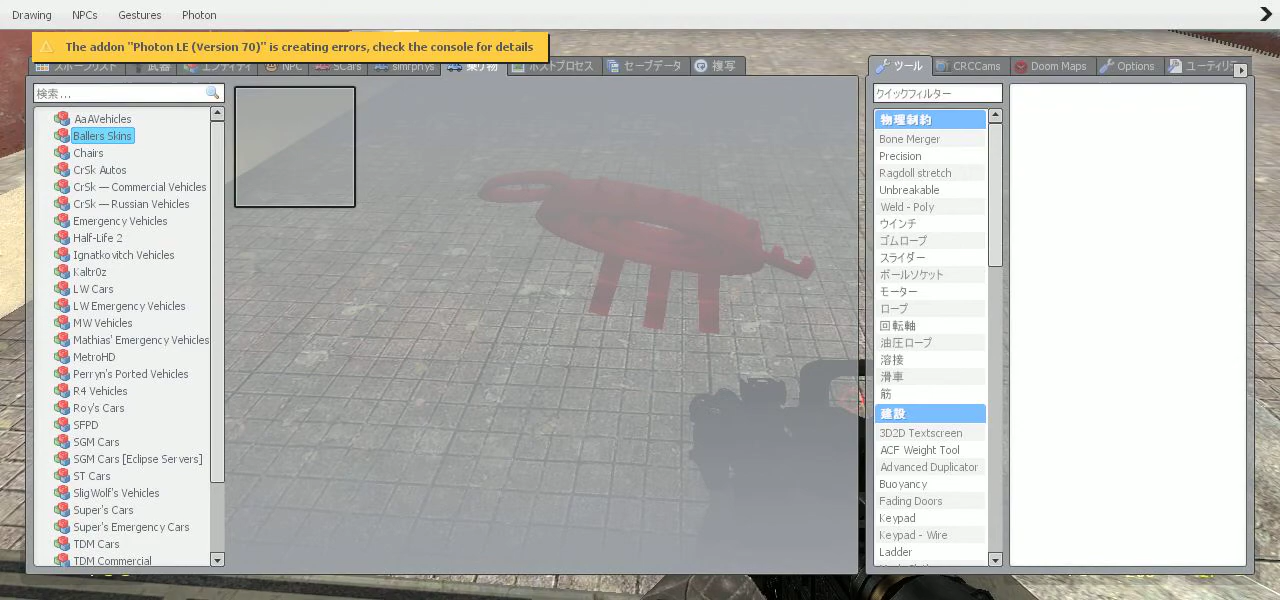 Drawing NPCs Gestures Photon
The addon "Photon LE (Version 70)" is creating errors, check the console for details
スポーンリスト 武器 エンティティ NPC SCars simfphys 乗り物 ポストプロセス セーブデータ 複写
ツール CRCCams Doom Maps Options ユーティリテ
検索 ...
AaAVehicles
Ballers Skins
Chairs
CrSk Autos
CrSk — Commercial Vehicles
CrSk — Russian Vehicles
Emergency Vehicles
Half-Life 2
Ignatkovitch Vehicles
Kaltr0z
LW Cars
LW Emergency Vehicles
MW Vehicles
Mathias' Emergency Vehicles
MetroHD
Perryn's Ported Vehicles
R4 Vehicles
Roy's Cars
SFPD
SGM Cars
SGM Cars [Eclipse Servers]
ST Cars
SligWolf's Vehicles
Super's Cars
Super's Emergency Cars
TDM Cars
TDM Commercial
クイックフィルター
物理制約
Bone Merger
Precision
Ragdoll stretch
Unbreakable
Weld - Poly
ウインチ
ゴムロープ
スライダー
ボールソケット
モーター
ロープ
回転軸
油圧ロープ
溶接
滑車
筋
建設
3D2D Textscreen
ACF Weight Tool
Advanced Duplicator
Buoyancy
Fading Doors
Keypad
Keypad - Wire
Ladder